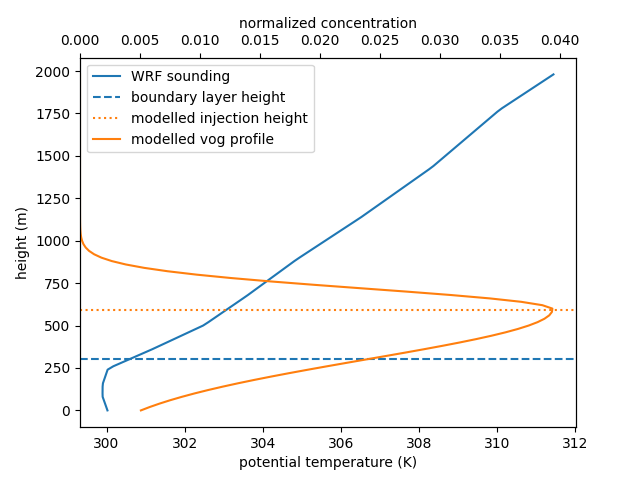 normalized concentration
0.000 0.005 0.010 0.015 0.020 0.025 0.030 0.035 0.040
WRF sounding
boundary layer height
modelled injection height
modelled vog profile
2000
1750
1500
1250
1000
750
500
250
0
height (m)
300 302 304 306 308 310 312
potential temperature (K)